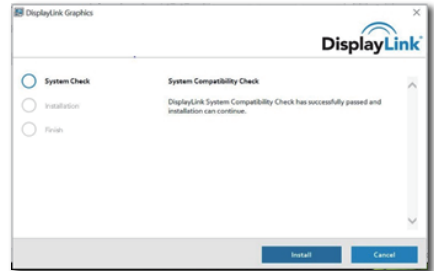 DisplayLink Graphics
DisplayLink
System Check
System Compatibility Check
DisplayLink System Compatibility Check has successfully passed and
installation can continue.
Installation
Finish
Install
Cancel